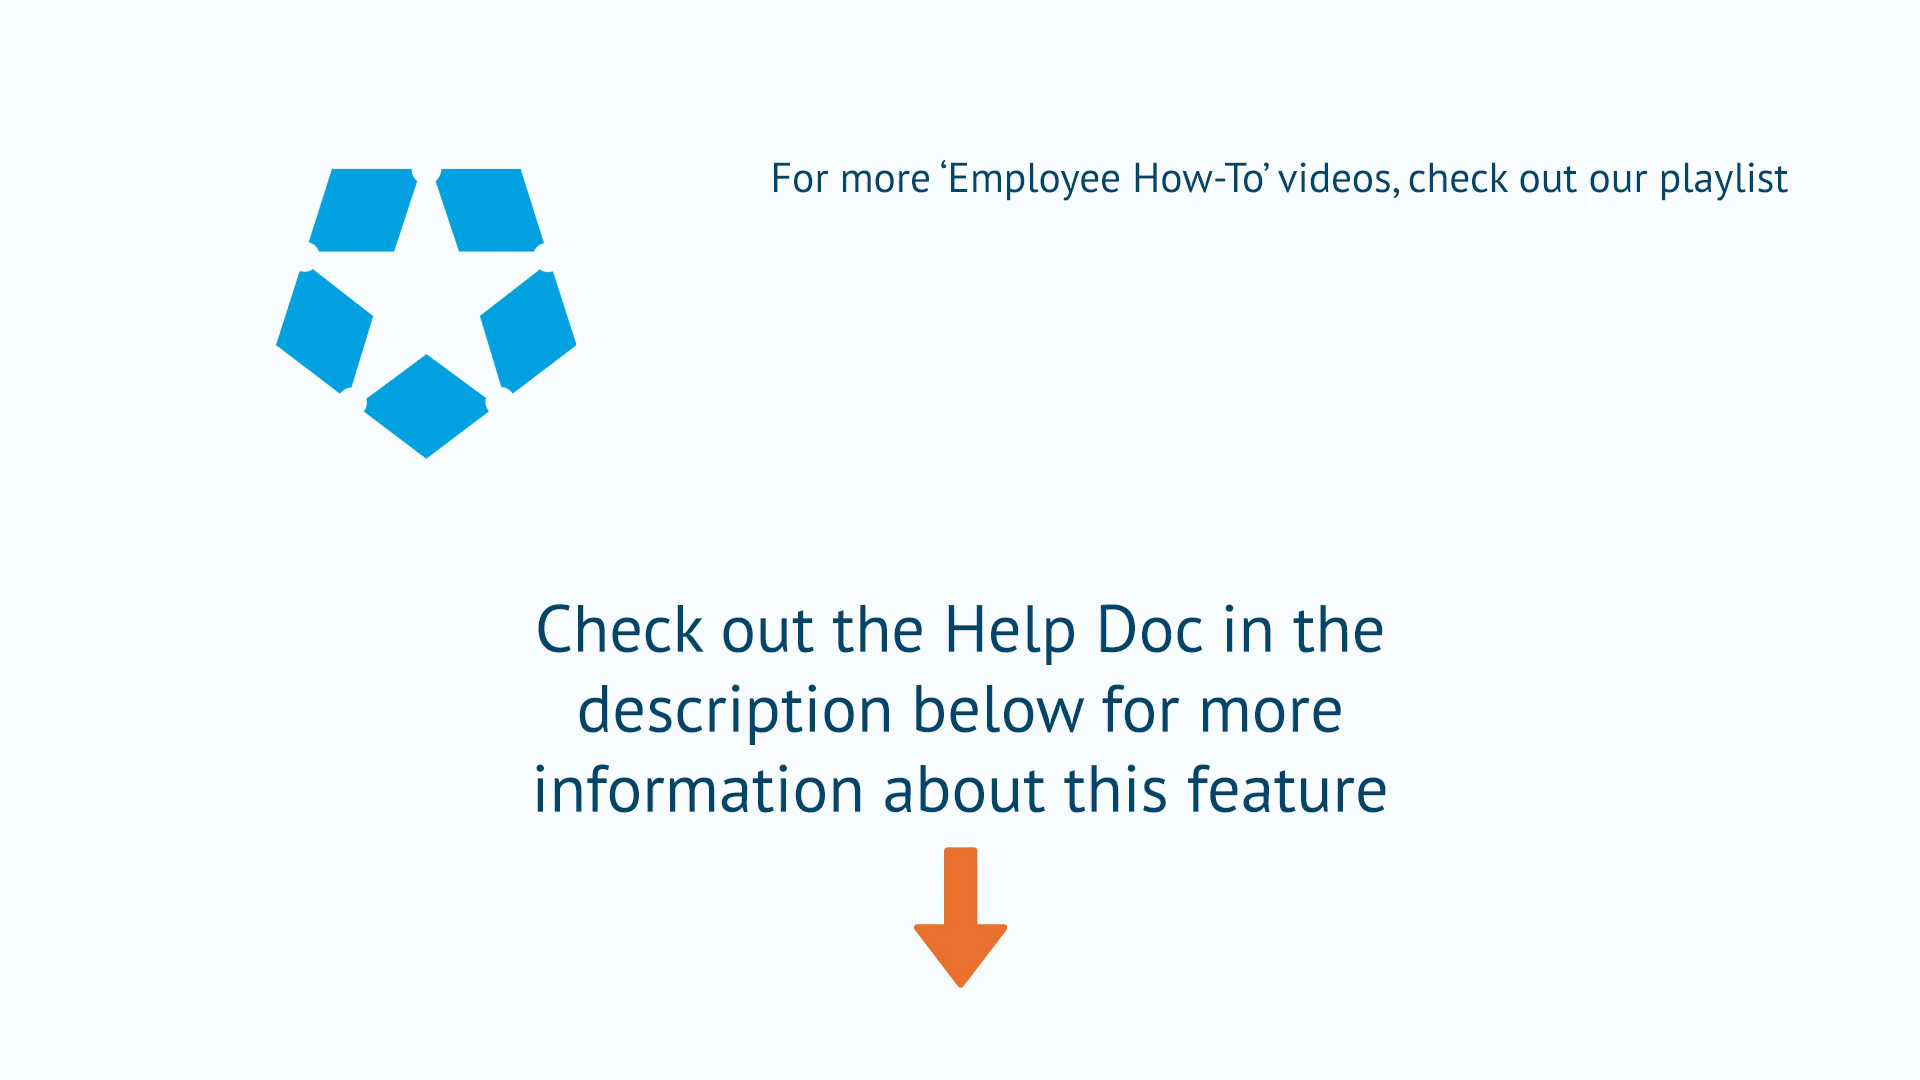 For more ‘Employee How-To’ videos, check out our playlist
Check out the Help Doc in the
description below for more
information about this feature